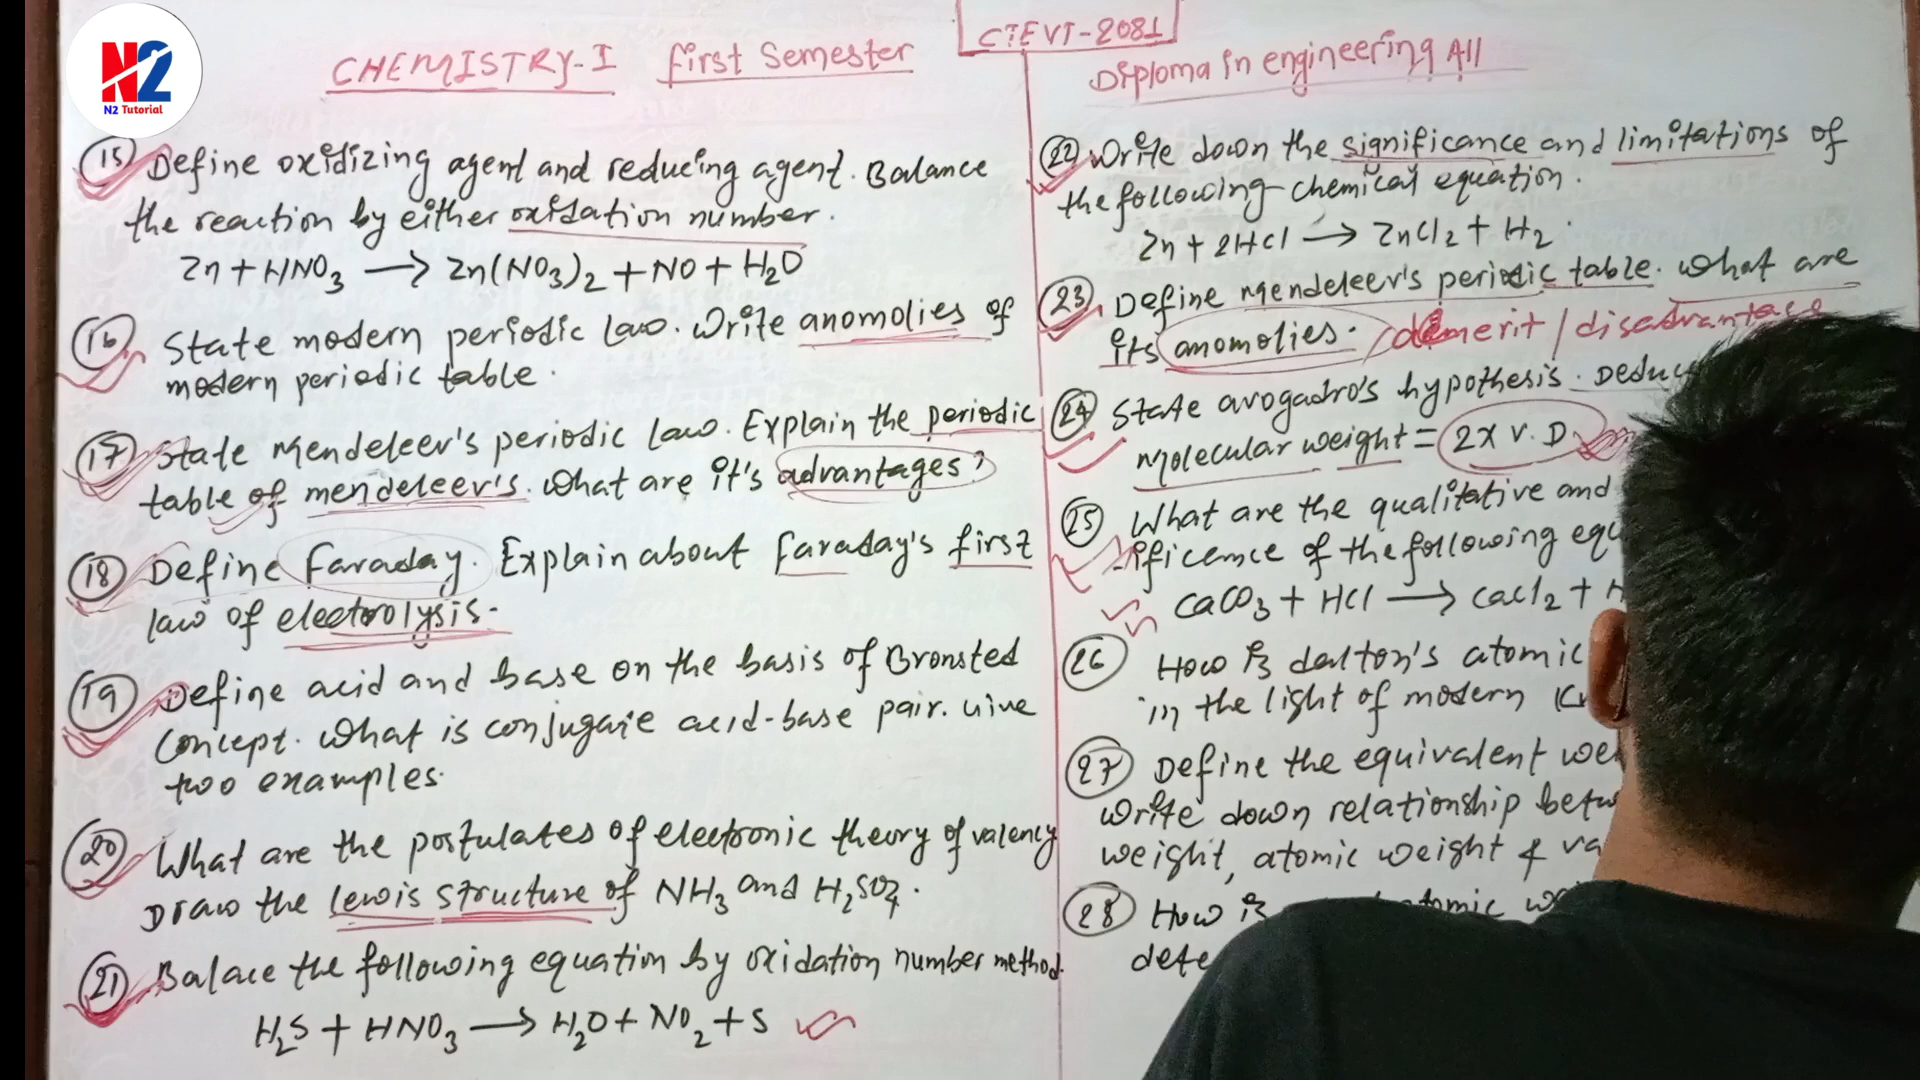 N2
N2 Tutorial
CHEMISTRY-I First Semester
CTEVT-2081
Diploma in engineering All
(15) Define oxidizing agent and reducing agent. Balance
the reaction by either oxidation number.
Zn + HNO3 → Zn(NO3)2 + NO + H2O
(16) State modern periodic law. Write anomolies of
modern periodic table.
(17) State Mendeleev's periodic law. Explain the periodic
table of mendeleev's. What are it's advantages?
(18) Define Faraday. Explain about Faraday's first
law of electrolysis.
(19) Define acid and base on the basis of Bronsted
Concept. What is conjugate acid-base pair. Give
two examples.
(20) What are the postulates of electronic theory of valency
Draw the lewis structure of NH3 and H2SO4.
(21) Balace the following equation by oxidation number method.
H2S + HNO3 → H2O + NO2 + S
(22) Write down the significance and limitations of
the following chemical equation.
Zn + 2HCl → ZnCl2 + H2
(23) Define Mendeleev's periodic table. What are
its anomolies. /demerit / disadvantages
(24) State avogadro's hypothesis. Deduc
Molecular weight = 2 x V.D.
(25) What are the qualitative and
ificance of the following equ
CaCO3 + HCl → CaCl2 + H
(26) How is dalton's atomic
in the light of modern
(27) Define the equivalent we
Write down relationship betw
weight, atomic weight & va
(28) How is tomic w
dete